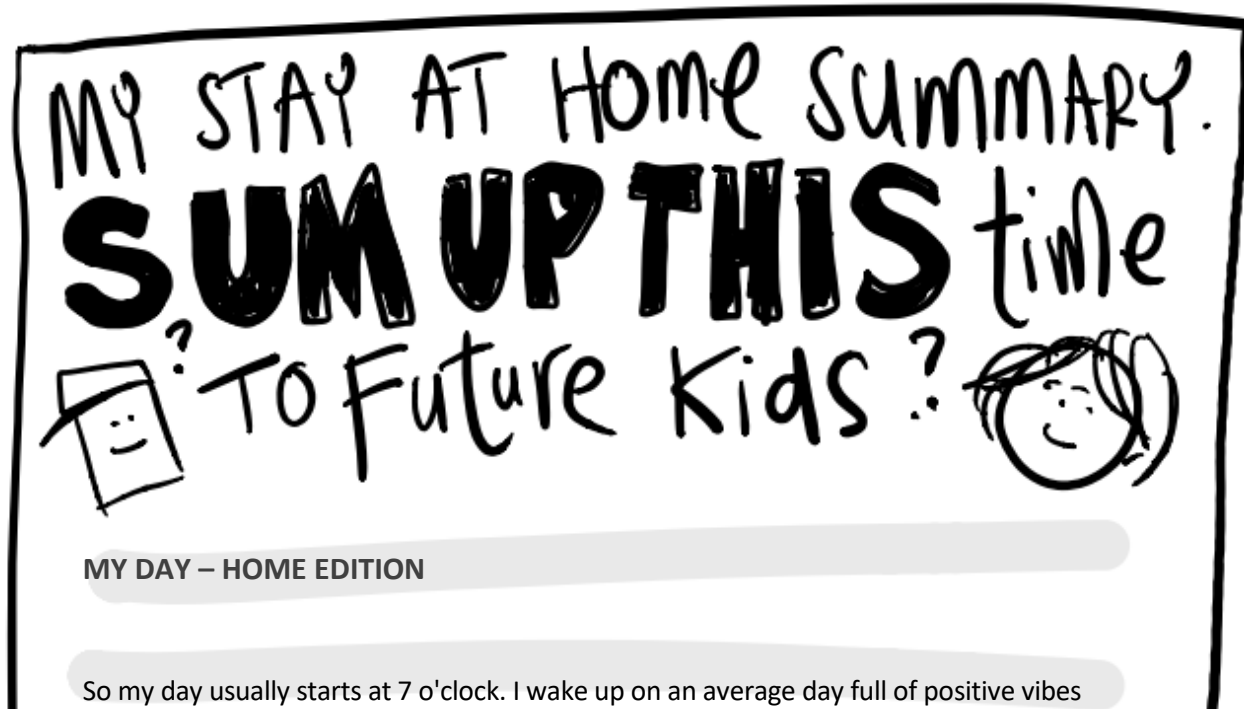 MY STAY AT HOME SUMMARY.
SUM UP THIS time
? TO FUTURE KidS ?
MY DAY – HOME EDITION
So my day usually starts at 7 o'clock. I wake up on an average day full of positive vibes